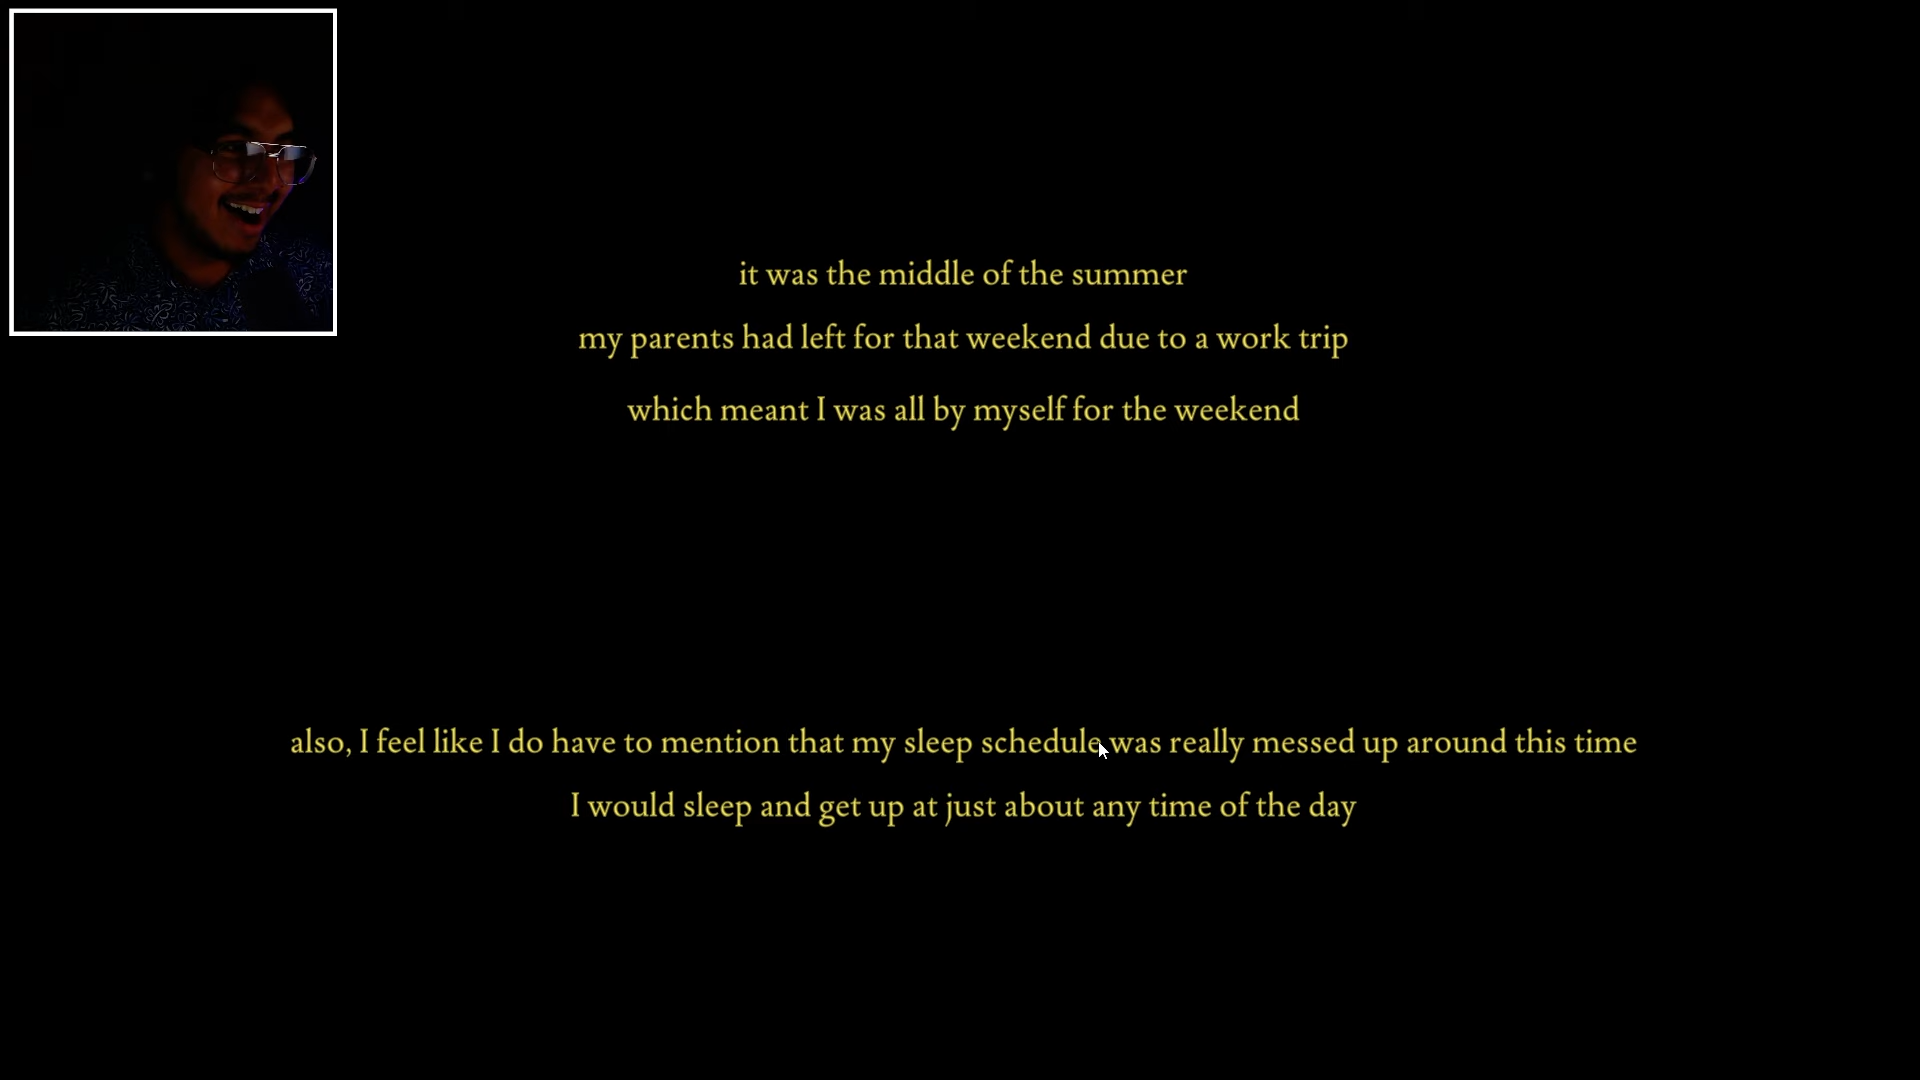 it was the middle of the summer
my parents had left for that weekend due to a work trip
which meant I was all by myself for the weekend
also, I feel like I do have to mention that my sleep schedule was really messed up around this time
I would sleep and get up at just about any time of the day